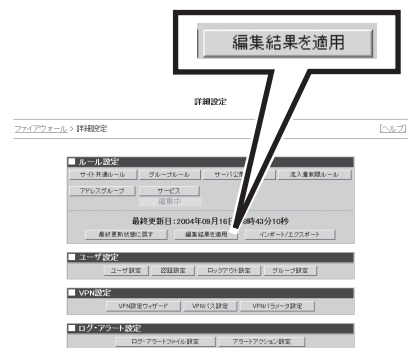 編集結果を適用
詳細設定
ファイアウォール > 詳細設定 [ヘルプ]
■ ルール設定
サイト共通ルール グループルール サーバ公 流入量制限ルール
アドレスグループ サービス
編集中
最終更新日:2004年09月16日 8時43分10秒
最終更新状態に戻す 編集結果を適用 インポート/エクスポート
■ ユーザ設定
ユーザ設定 認証設定 ロックアウト設定 グループ設定
■ VPN設定
VPN設定ウィザード VPNパス設定 VPNパラメータ設定
■ ログ・アラート設定
ログ・アラートファイル設定 アラートアクション設定